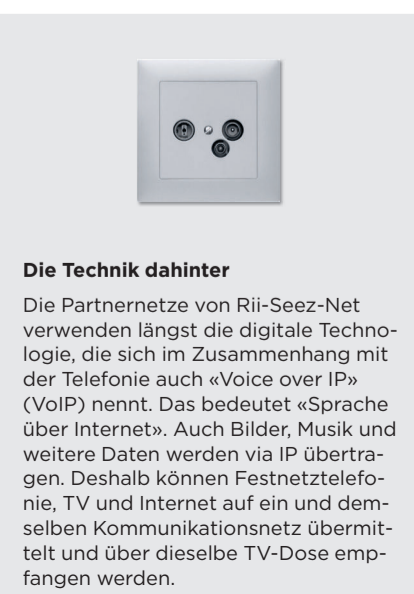 Die Technik dahinter
Die Partnernetze von Rii-Seez-Net
verwenden längst die digitale Techno-
logie, die sich im Zusammenhang mit
der Telefonie auch «Voice over IP»
(VoIP) nennt. Das bedeutet «Sprache
über Internet». Auch Bilder, Musik und
weitere Daten werden via IP übertra-
gen. Deshalb können Festnetztelefo-
nie, TV und Internet auf ein und dem-
selben Kommunikationsnetz übermit-
telt und über dieselbe TV-Dose emp-
fangen werden.